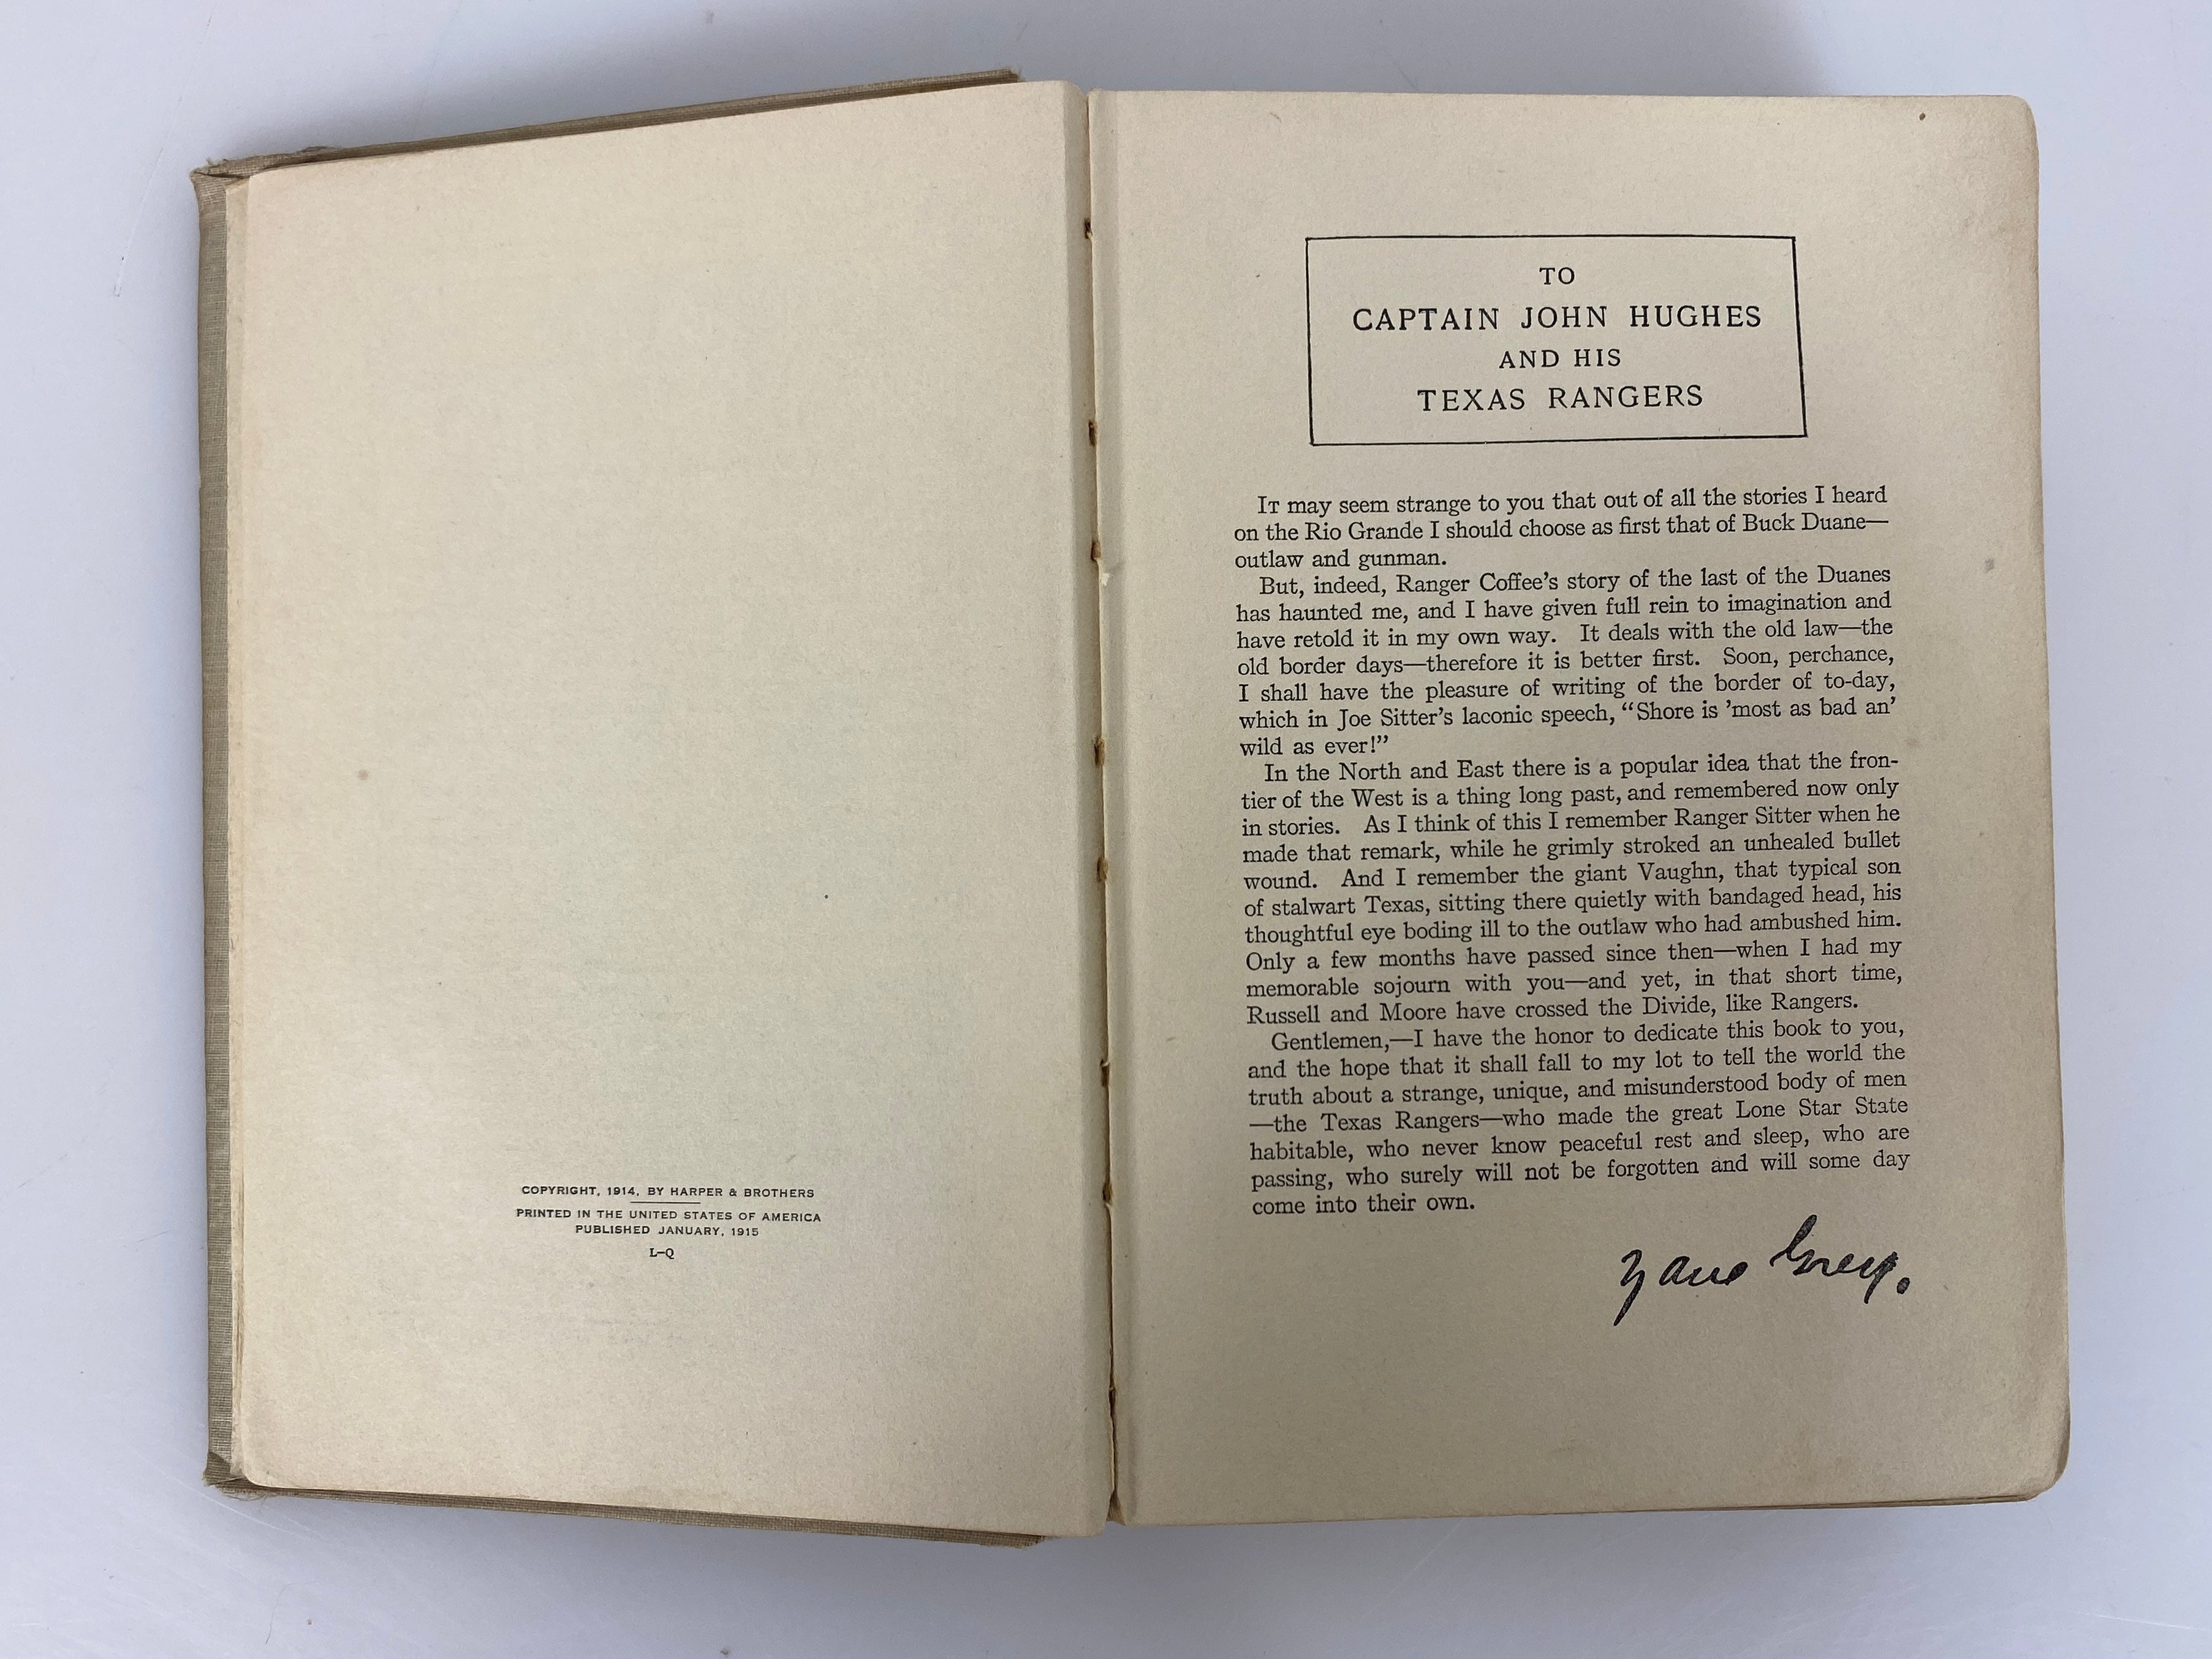 COPYRIGHT, 1914, BY HARPER & BROTHERS
PRINTED IN THE UNITED STATES OF AMERICA
PUBLISHED JANUARY, 1915
L-Q
TO
CAPTAIN JOHN HUGHES
AND HIS
TEXAS RANGERS
IT may seem strange to you that out of all the stories I heard
on the Rio Grande I should choose as first that of Buck Duane—
outlaw and gunman.
But, indeed, Ranger Coffee's story of the last of the Duanes
has haunted me, and I have given full rein to imagination and
have retold it in my own way. It deals with the old law—the
old border days—therefore it is better first. Soon, perchance,
I shall have the pleasure of writing of the border of to-day,
which in Joe Sitter's laconic speech, “Shore is 'most as bad an'
wild as ever!”
In the North and East there is a popular idea that the fron-
tier of the West is a thing long past, and remembered now only
in stories. As I think of this I remember Ranger Sitter when he
made that remark, while he grimly stroked an unhealed bullet
wound. And I remember the giant Vaughn, that typical son
of stalwart Texas, sitting there quietly with bandaged head, his
thoughtful eye boding ill to the outlaw who had ambushed him.
Only a few months have passed since then—when I had my
memorable sojourn with you—and yet, in that short time,
Russell and Moore have crossed the Divide, like Rangers.
Gentlemen,—I have the honor to dedicate this book to you,
and the hope that it shall fall to my lot to tell the world the
truth about a strange, unique, and misunderstood body of men
—the Texas Rangers—who made the great Lone Star State
habitable, who never know peaceful rest and sleep, who are
passing, who surely will not be forgotten and will some day
come into their own.
Zane Grey.